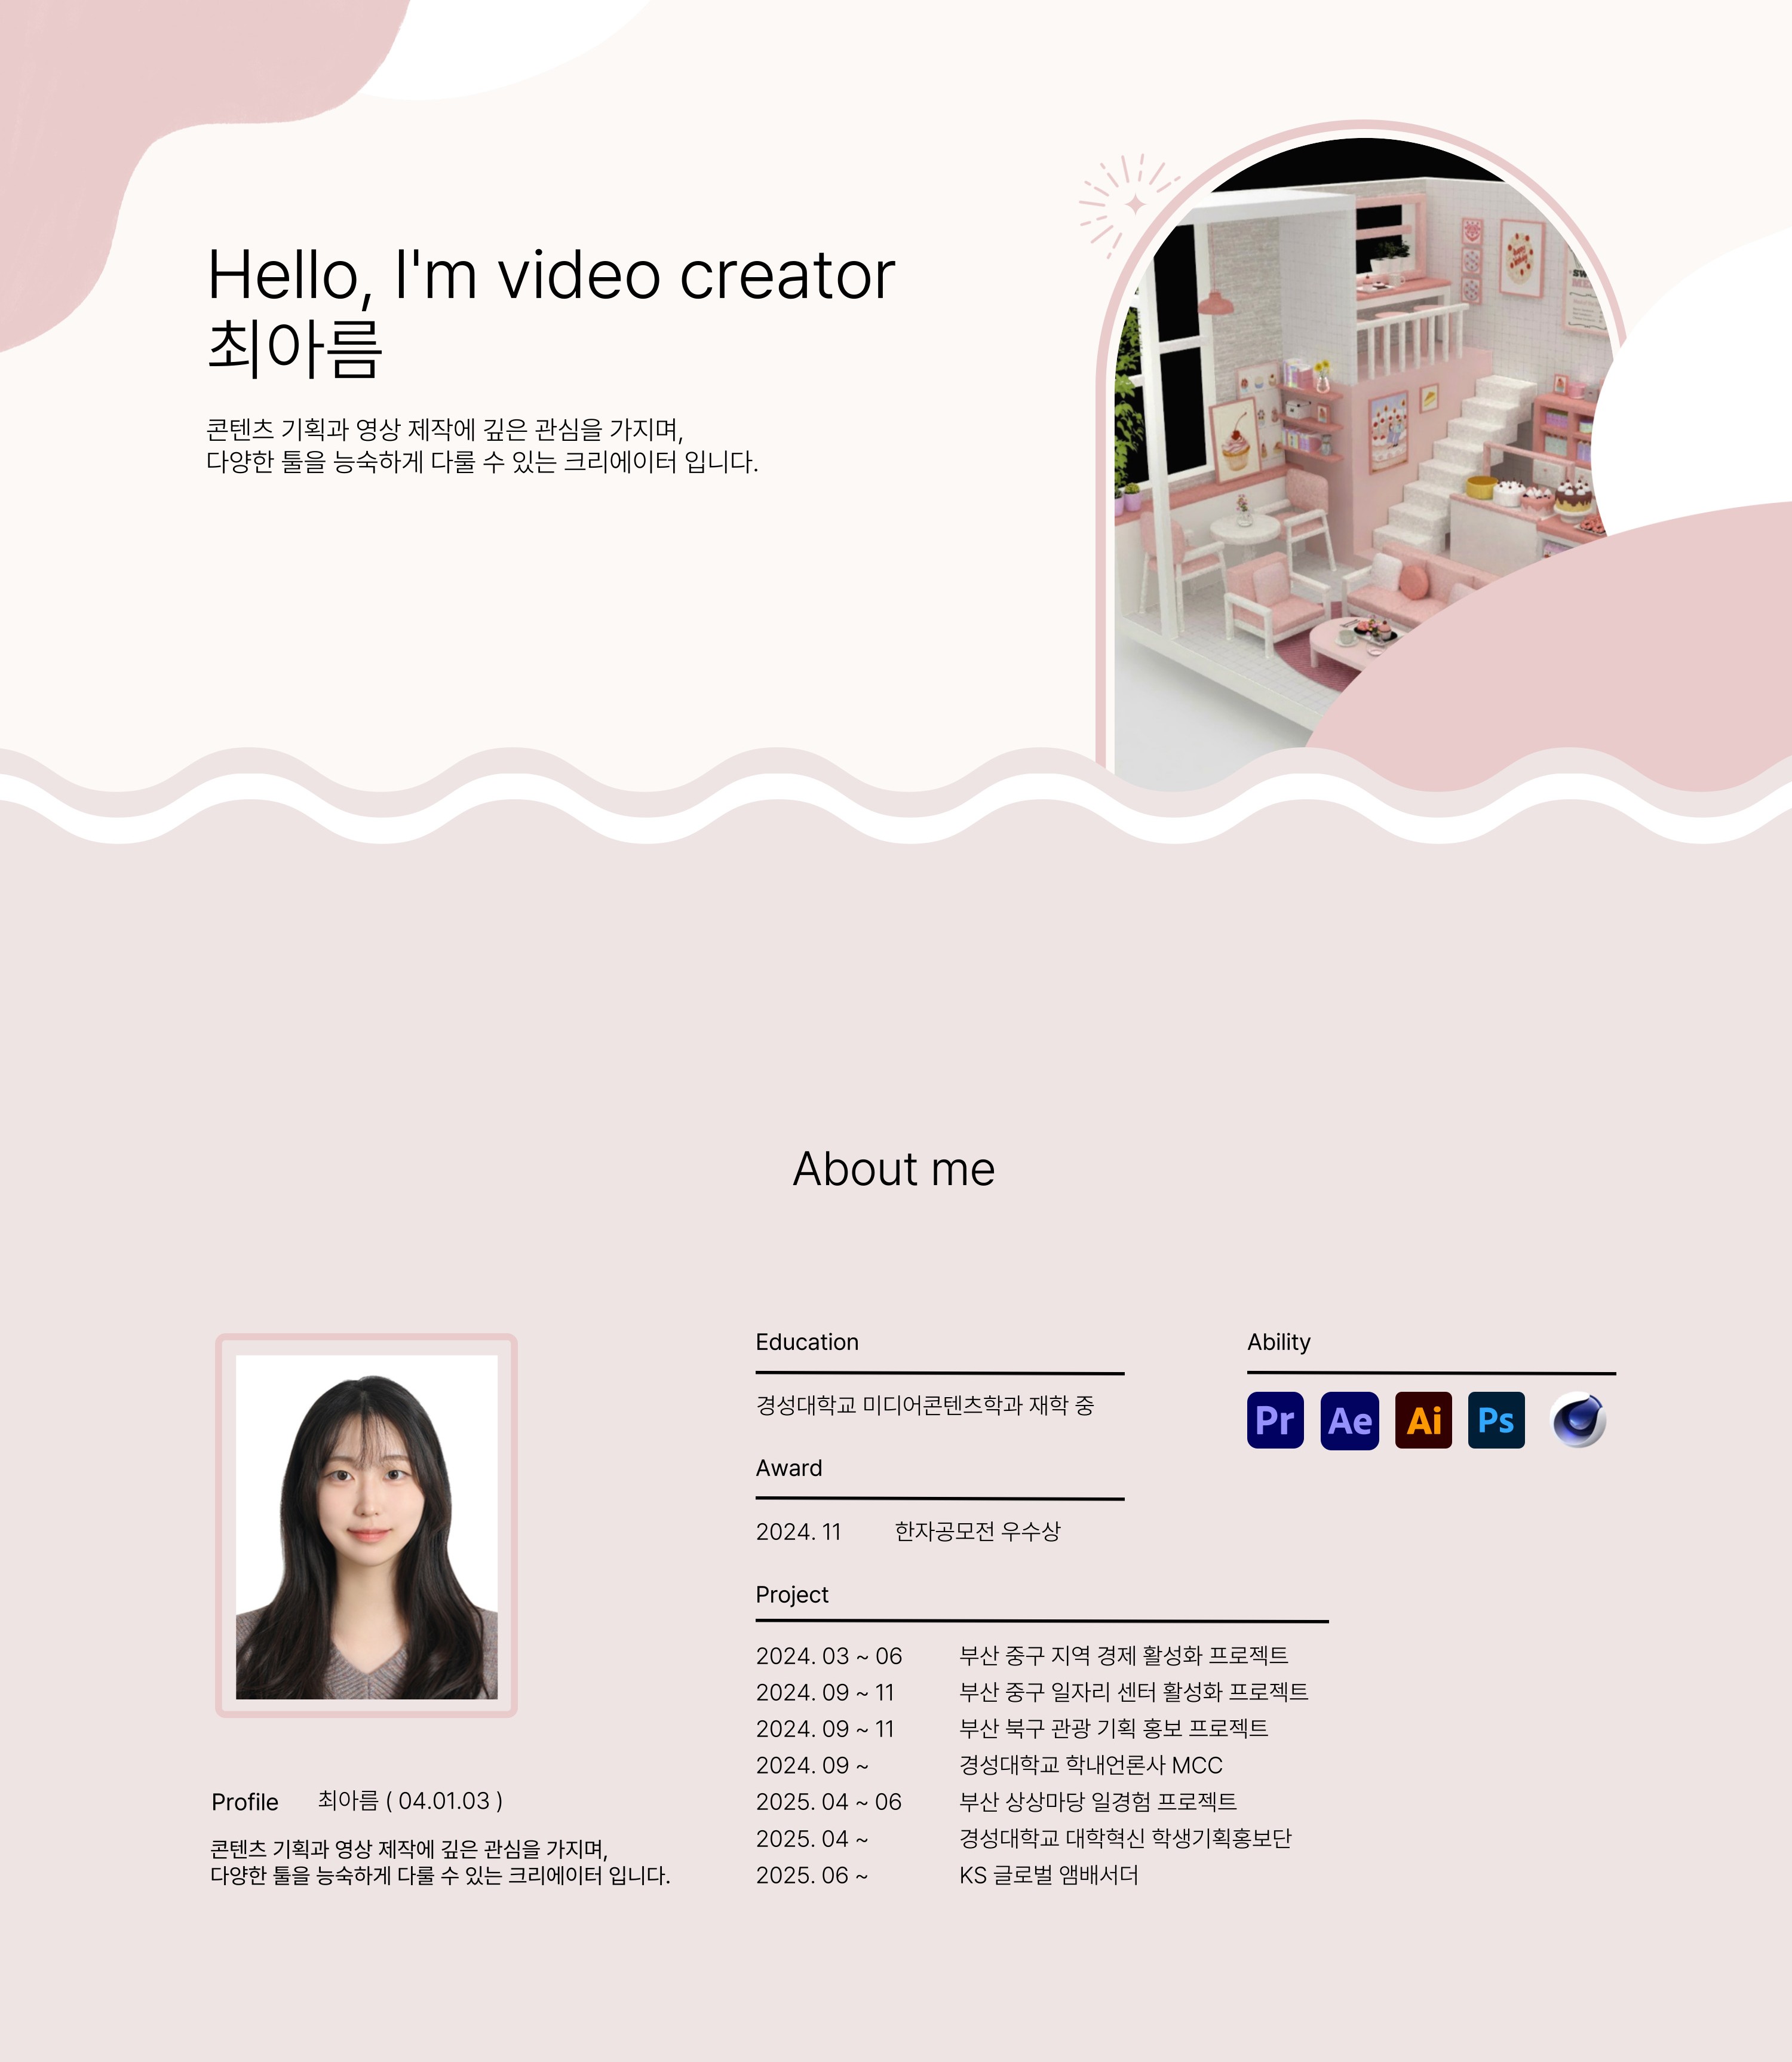 Hello, I'm video creator
최아름
콘텐츠 기획과 영상 제작에 깊은 관심을 가지며,
다양한 툴을 능숙하게 다룰 수 있는 크리에이터 입니다.
About me
Education
경성대학교 미디어콘텐츠학과 재학 중
Award
2024. 11 한자공모전 우수상
Project
2024. 03 ~ 06 부산 중구 지역 경제 활성화 프로젝트
2024. 09 ~ 11 부산 중구 일자리 센터 활성화 프로젝트
2024. 09 ~ 11 부산 북구 관광 기획 홍보 프로젝트
2024. 09 ~ 경성대학교 학내언론사 MCC
2025. 04 ~ 06 부산 상상마당 일경험 프로젝트
2025. 04 ~ 경성대학교 대학혁신 학생기획홍보단
2025. 06 ~ KS 글로벌 앰배서더
Ability
Pr Ae Ai Ps
Profile 최아름 ( 04.01.03 )
콘텐츠 기획과 영상 제작에 깊은 관심을 가지며,
다양한 툴을 능숙하게 다룰 수 있는 크리에이터 입니다.